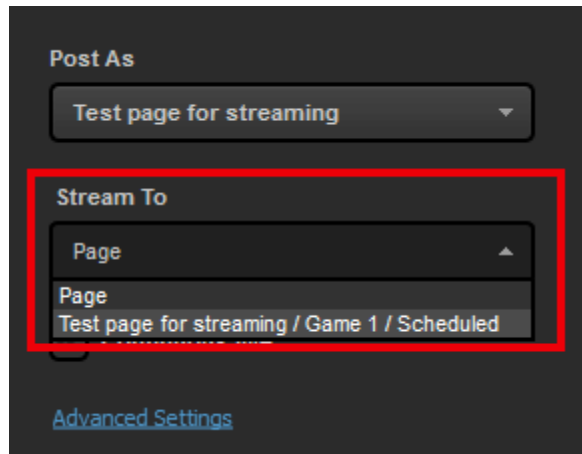 Post As
Test page for streaming
Stream To
Page
Page
Test page for streaming / Game 1 / Scheduled
Advanced Settings